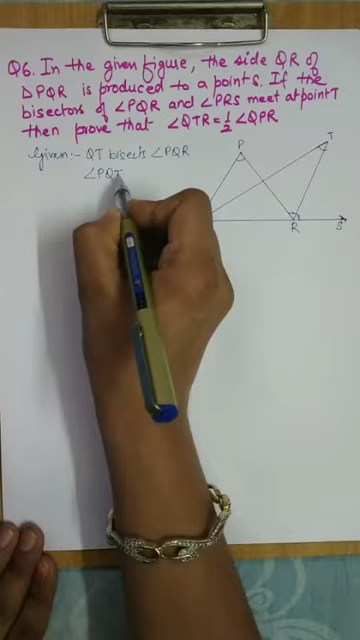 Q6. In the given figure, the side QR of
△PQR is produced to a point S. If the
bisectors of ∠PQR and ∠PRS meet at point T
then prove that ∠QTR = 1/2 ∠QPR
Given:- QT bisects ∠PQR
∠PQT
P
T
R
S